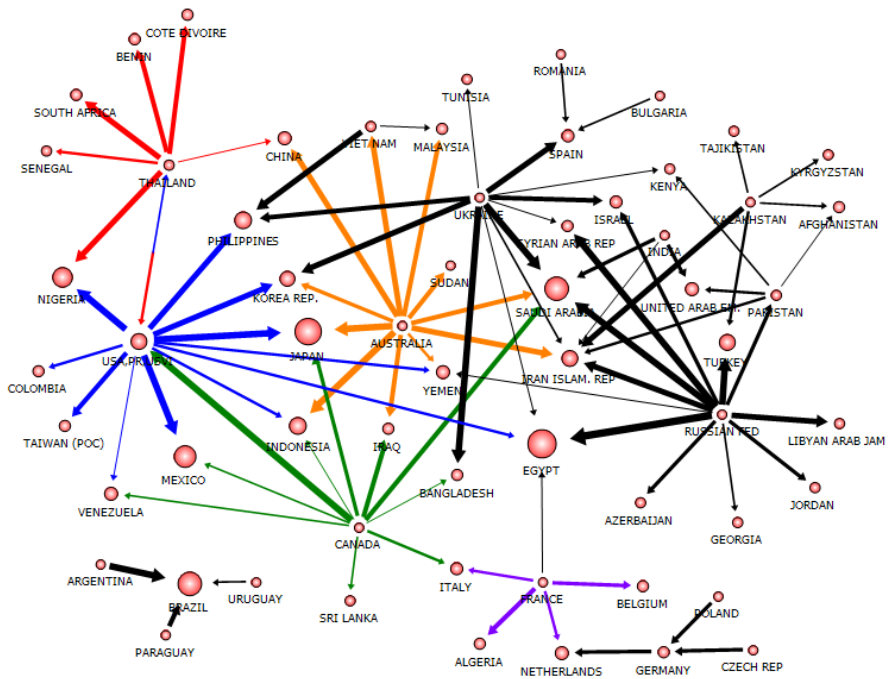 COTE DIVOIRE
BENIN
ROMANIA
TUNISIA
BULGARIA
SOUTH AFRICA
CHINA
VIET NAM
MALAYSIA
SPAIN
TAJIKISTAN
SENEGAL
THAILAND
KENYA
KYRGYZSTAN
PHILIPPINES
UKRAINE
ISRAEL
KAZAKHSTAN
AFGHANISTAN
SYRIAN ARAB REP
INDIA
NIGERIA
KOREA REP.
SUDAN
SAUDI ARABIA
UNITED ARAB EM.
PAKISTAN
USA,PR,USVI
JAPAN
AUSTRALIA
TURKEY
COLOMBIA
YEMEN
IRAN ISLAM. REP
TAIWAN (POC)
INDONESIA
IRAQ
EGYPT
RUSSIAN FED
LIBYAN ARAB JAM
MEXICO
BANGLADESH
VENEZUELA
AZERBAIJAN
JORDAN
CANADA
GEORGIA
ARGENTINA
BRAZIL
URUGUAY
ITALY
FRANCE
BELGIUM
POLAND
SRI LANKA
PARAGUAY
ALGERIA
NETHERLANDS
GERMANY
CZECH REP